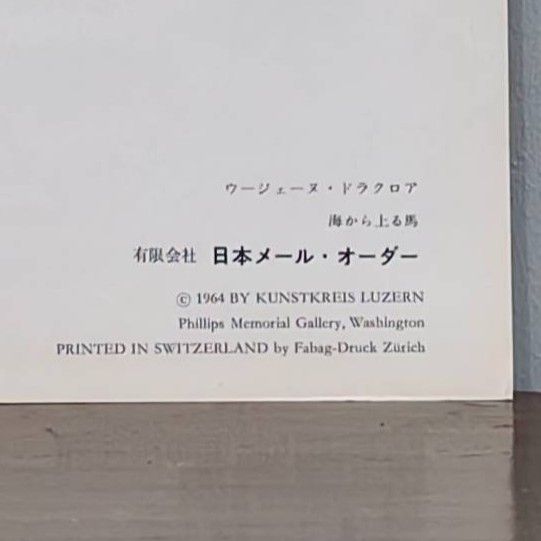 ウージェーヌ・ドラクロア
海から上る馬
有限会社 日本メール・オーダー
© 1964 BY KUNSTKREIS LUZERN
Phillips Memorial Gallery, Washington
PRINTED IN SWITZERLAND by Fabag-Druck Zürich